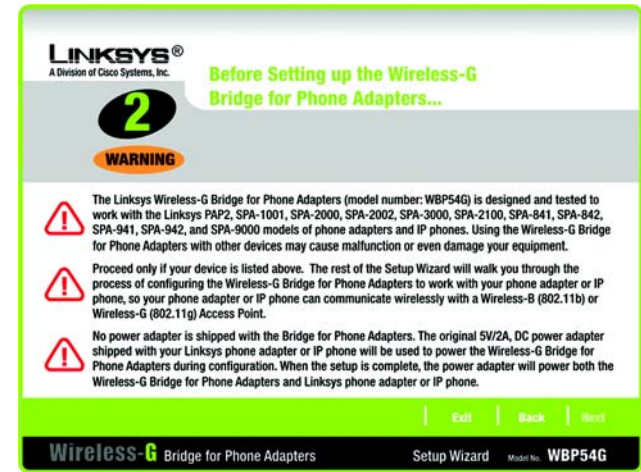 LINKSYS®
A Division of Cisco Systems, Inc.
Before Setting up the Wireless-G
Bridge for Phone Adapters...
2
WARNING
The Linksys Wireless-G Bridge for Phone Adapters (model number: WBP54G) is designed and tested to
work with the Linksys PAP2, SPA-1001, SPA-2000, SPA-2002, SPA-3000, SPA-2100, SPA-841, SPA-842,
SPA-941, SPA-942, and SPA-9000 models of phone adapters and IP phones. Using the Wireless-G Bridge
for Phone Adapters with other devices may cause malfunction or even damage your equipment.
Proceed only if your device is listed above. The rest of the Setup Wizard will walk you through the
process of configuring the Wireless-G Bridge for Phone Adapters to work with your phone adapter or IP
phone, so your phone adapter or IP phone can communicate wirelessly with a Wireless-B (802.11b) or
Wireless-G (802.11g) Access Point.
No power adapter is shipped with the Bridge for Phone Adapters. The original 5V/2A, DC power adapter
shipped with your Linksys phone adapter or IP phone will be used to power the Wireless-G Bridge for
Phone Adapters during configuration. When the setup is complete, the power adapter will power both the
Wireless-G Bridge for Phone Adapters and Linksys phone adapter or IP phone.
Exit Back Next
Wireless-G Bridge for Phone Adapters Setup Wizard Model No. WBP54G